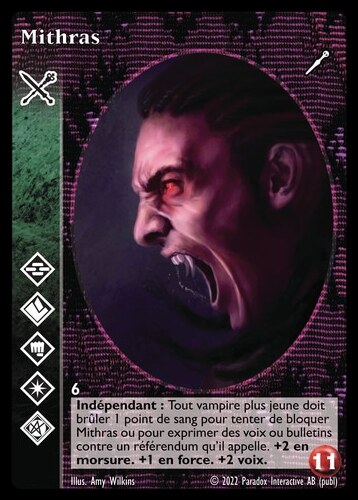 Mithras
6
Indépendant : Tout vampire plus jeune doit
brûler 1 point de sang pour tenter de bloquer
Mithras ou pour exprimer des voix ou bulletins
contre un référendum qu'il appelle. +2 en
morsure. +1 en force. +2 voix.
11
Illus. Amy Wilkins
© 2022 Paradox Interactive AB (publ)